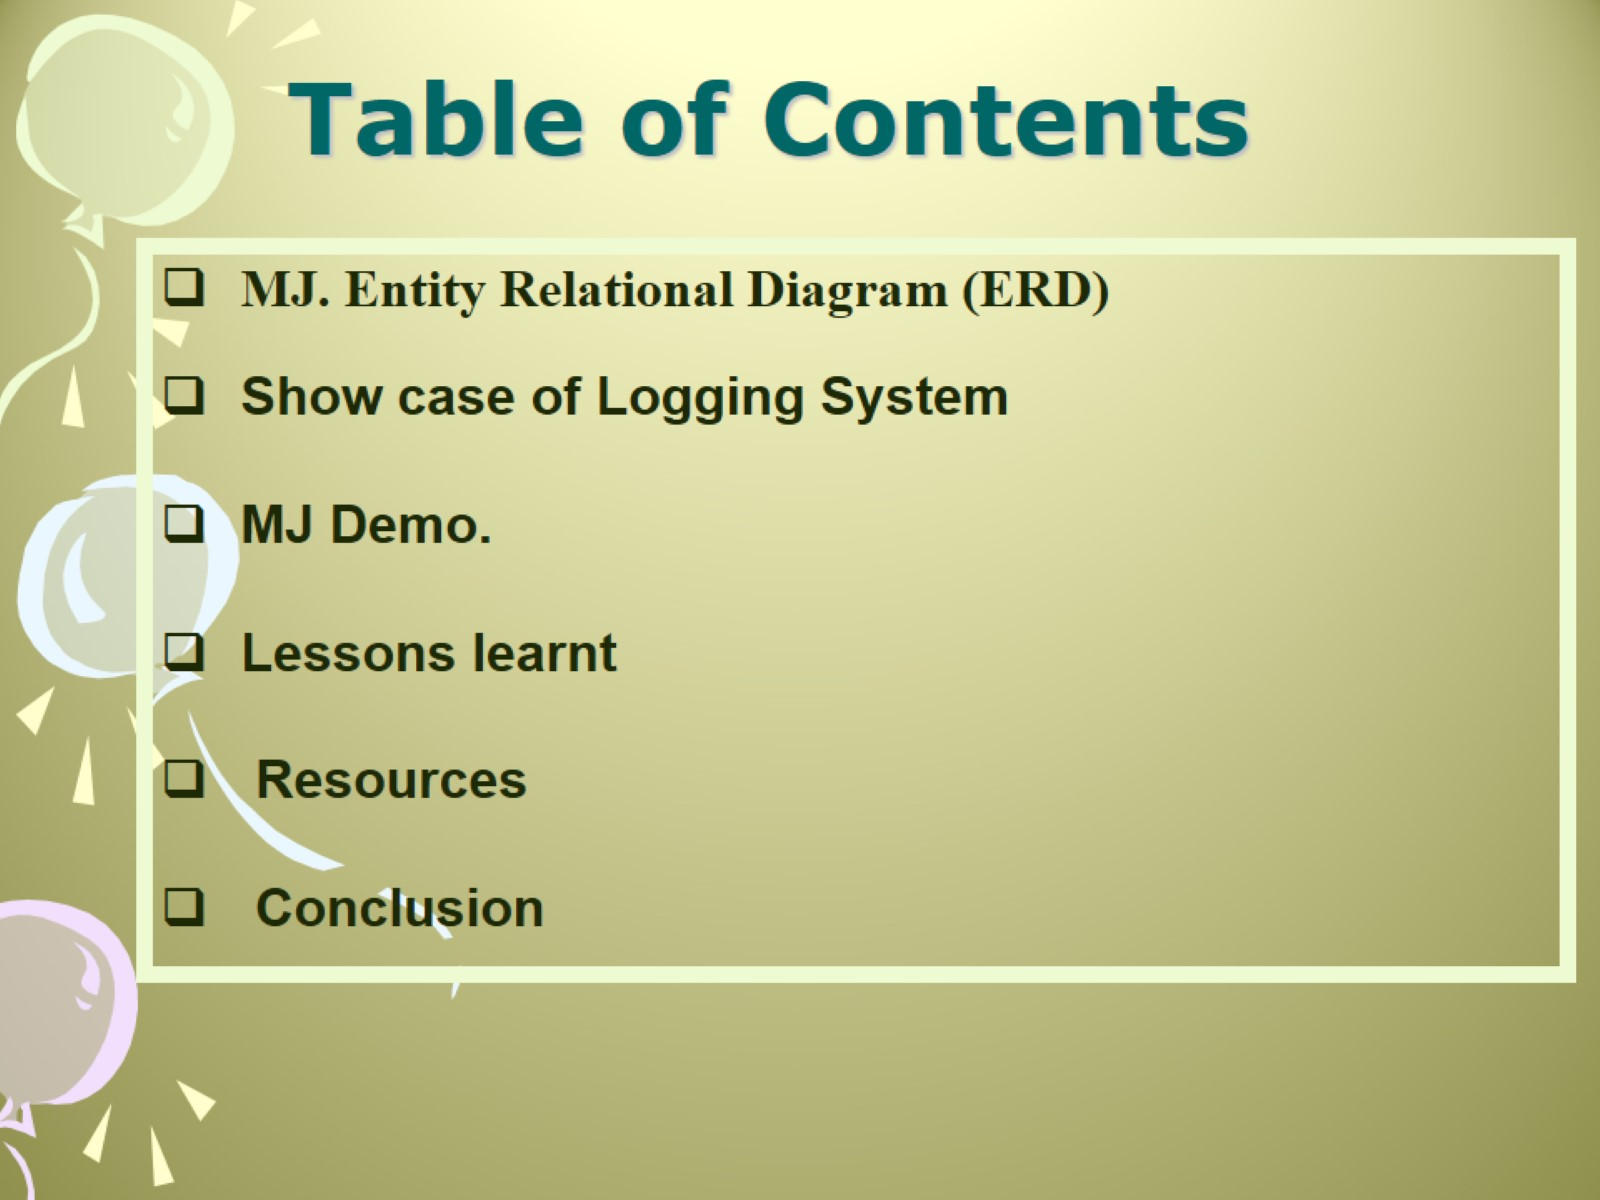 Table of Contents
❑ MJ. Entity Relational Diagram (ERD)
❑ Show case of Logging System
❑ MJ Demo.
❑ Lessons learnt
❑ Resources
❑ Conclusion